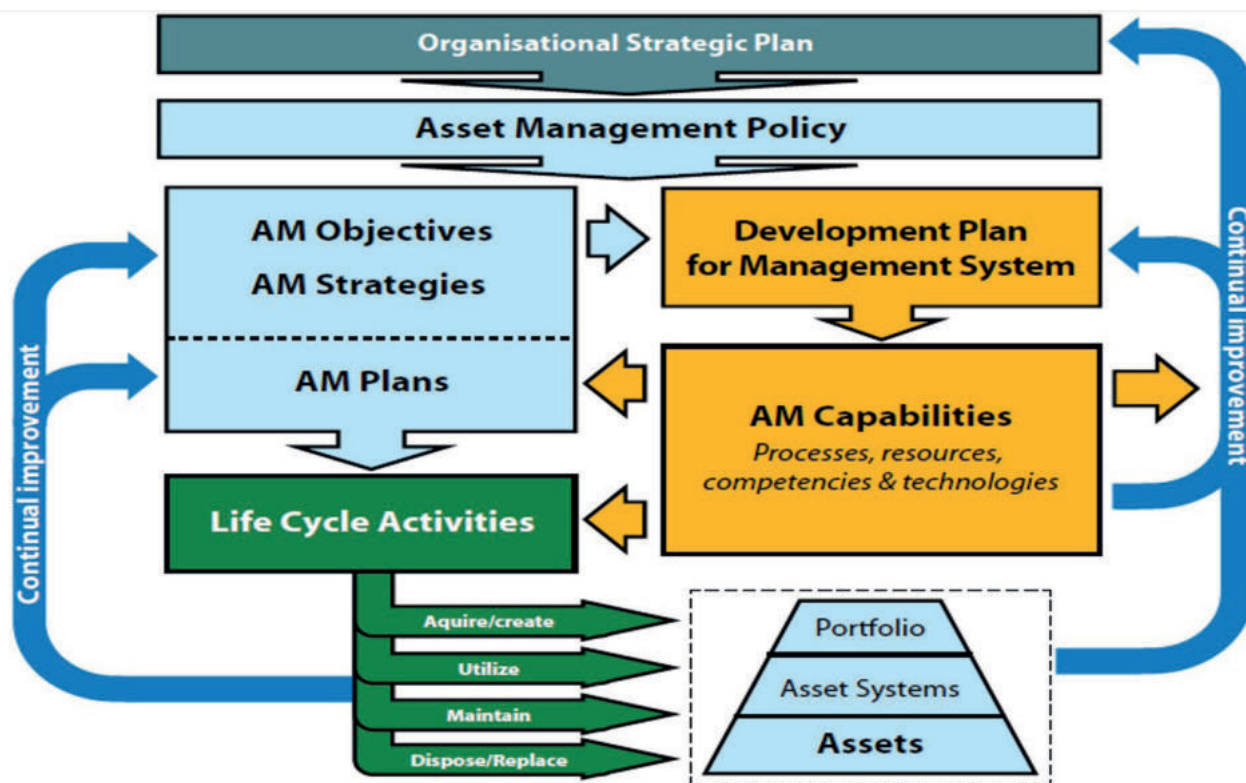 Organisational Strategic Plan
Asset Management Policy
AM Objectives
AM Strategies
AM Plans
Development Plan
for Management System
AM Capabilities
Processes, resources,
competencies & technologies
Life Cycle Activities
Aquire/create
Utilize
Maintain
Dispose/Replace
Portfolio
Asset Systems
Assets
Continual improvement
Continual improvement